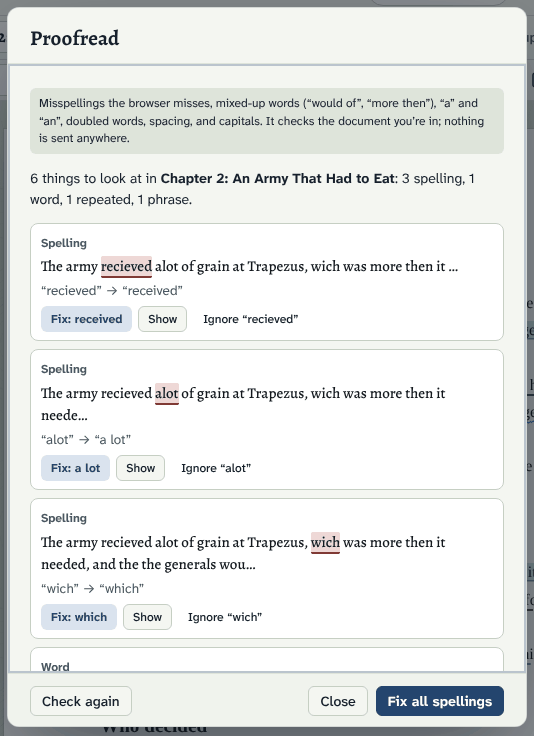 Proofread
Misspellings the browser misses, mixed-up words (“would of”, “more then”), “a” and
“an”, doubled words, spacing, and capitals. It checks the document you’re in; nothing
is sent anywhere.
6 things to look at in Chapter 2: An Army That Had to Eat: 3 spelling, 1
word, 1 repeated, 1 phrase.
Spelling
The army recieved alot of grain at Trapezus, wich was more then it ...
“recieved” → “received”
Fix: received Show Ignore “recieved”
Spelling
The army recieved alot of grain at Trapezus, wich was more then it
neede...
“alot” → “a lot”
Fix: a lot Show Ignore “alot”
Spelling
The army recieved alot of grain at Trapezus, wich was more then it
needed, and the the generals wou...
“wich” → “which”
Fix: which Show Ignore “wich”
Word
Check again Close Fix all spellings
Who decided